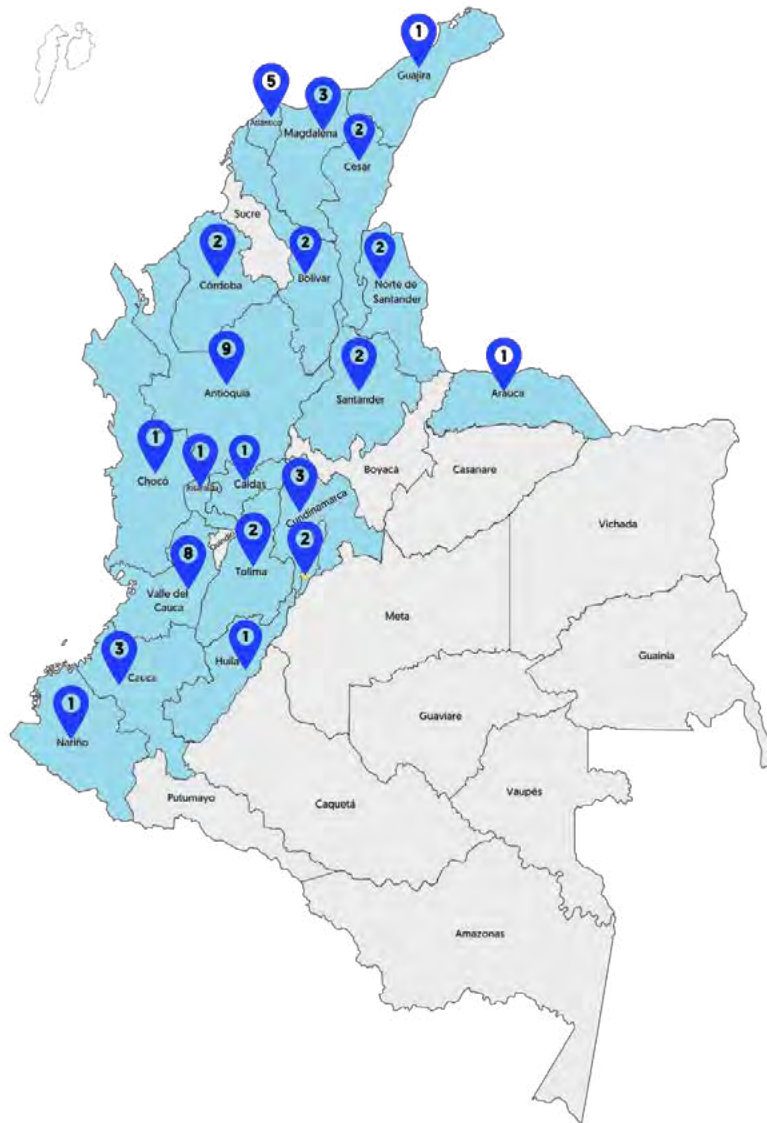 1
Guajira
5
Atlántico
3
Magdalena
2
Cesar
Sucre
2
Córdoba
2
Bolívar
2
Norte de
Santander
9
Antioquia
2
Santander
1
Arauca
1
Chocó
1
Risaralda
1
Caldas
3
Cundinamarca
Boyacá
Casanare
Vichada
8
Valle del
Cauca
Quindío
2
Tolima
2
Meta
Guainía
3
Cauca
1
Huila
Guaviare
1
Nariño
Putumayo
Caquetá
Vaupés
Amazonas